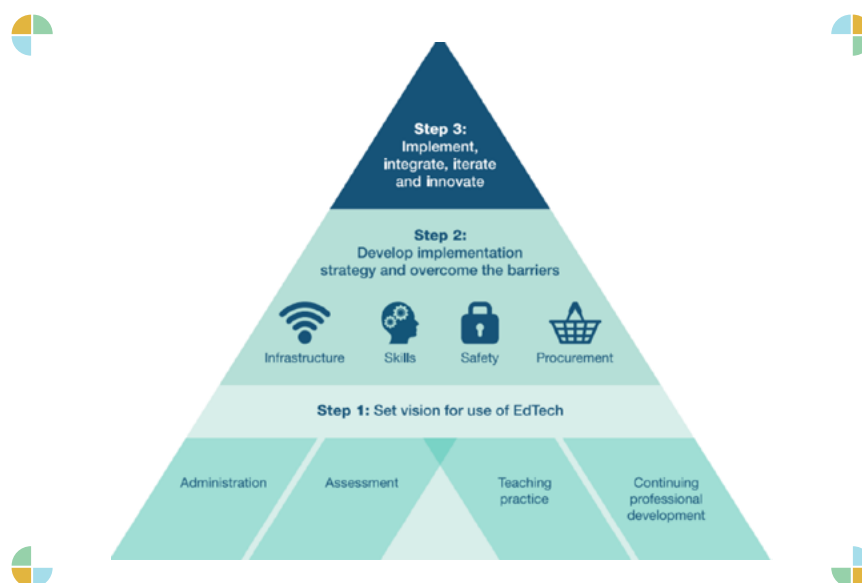 Step 3:
Implement,
integrate, iterate
and innovate
Step 2:
Develop implementation
strategy and overcome the barriers
Infrastructure
Skills
Safety
Procurement
Step 1: Set vision for use of EdTech
Administration
Assessment
Teaching
practice
Continuing
professional
development